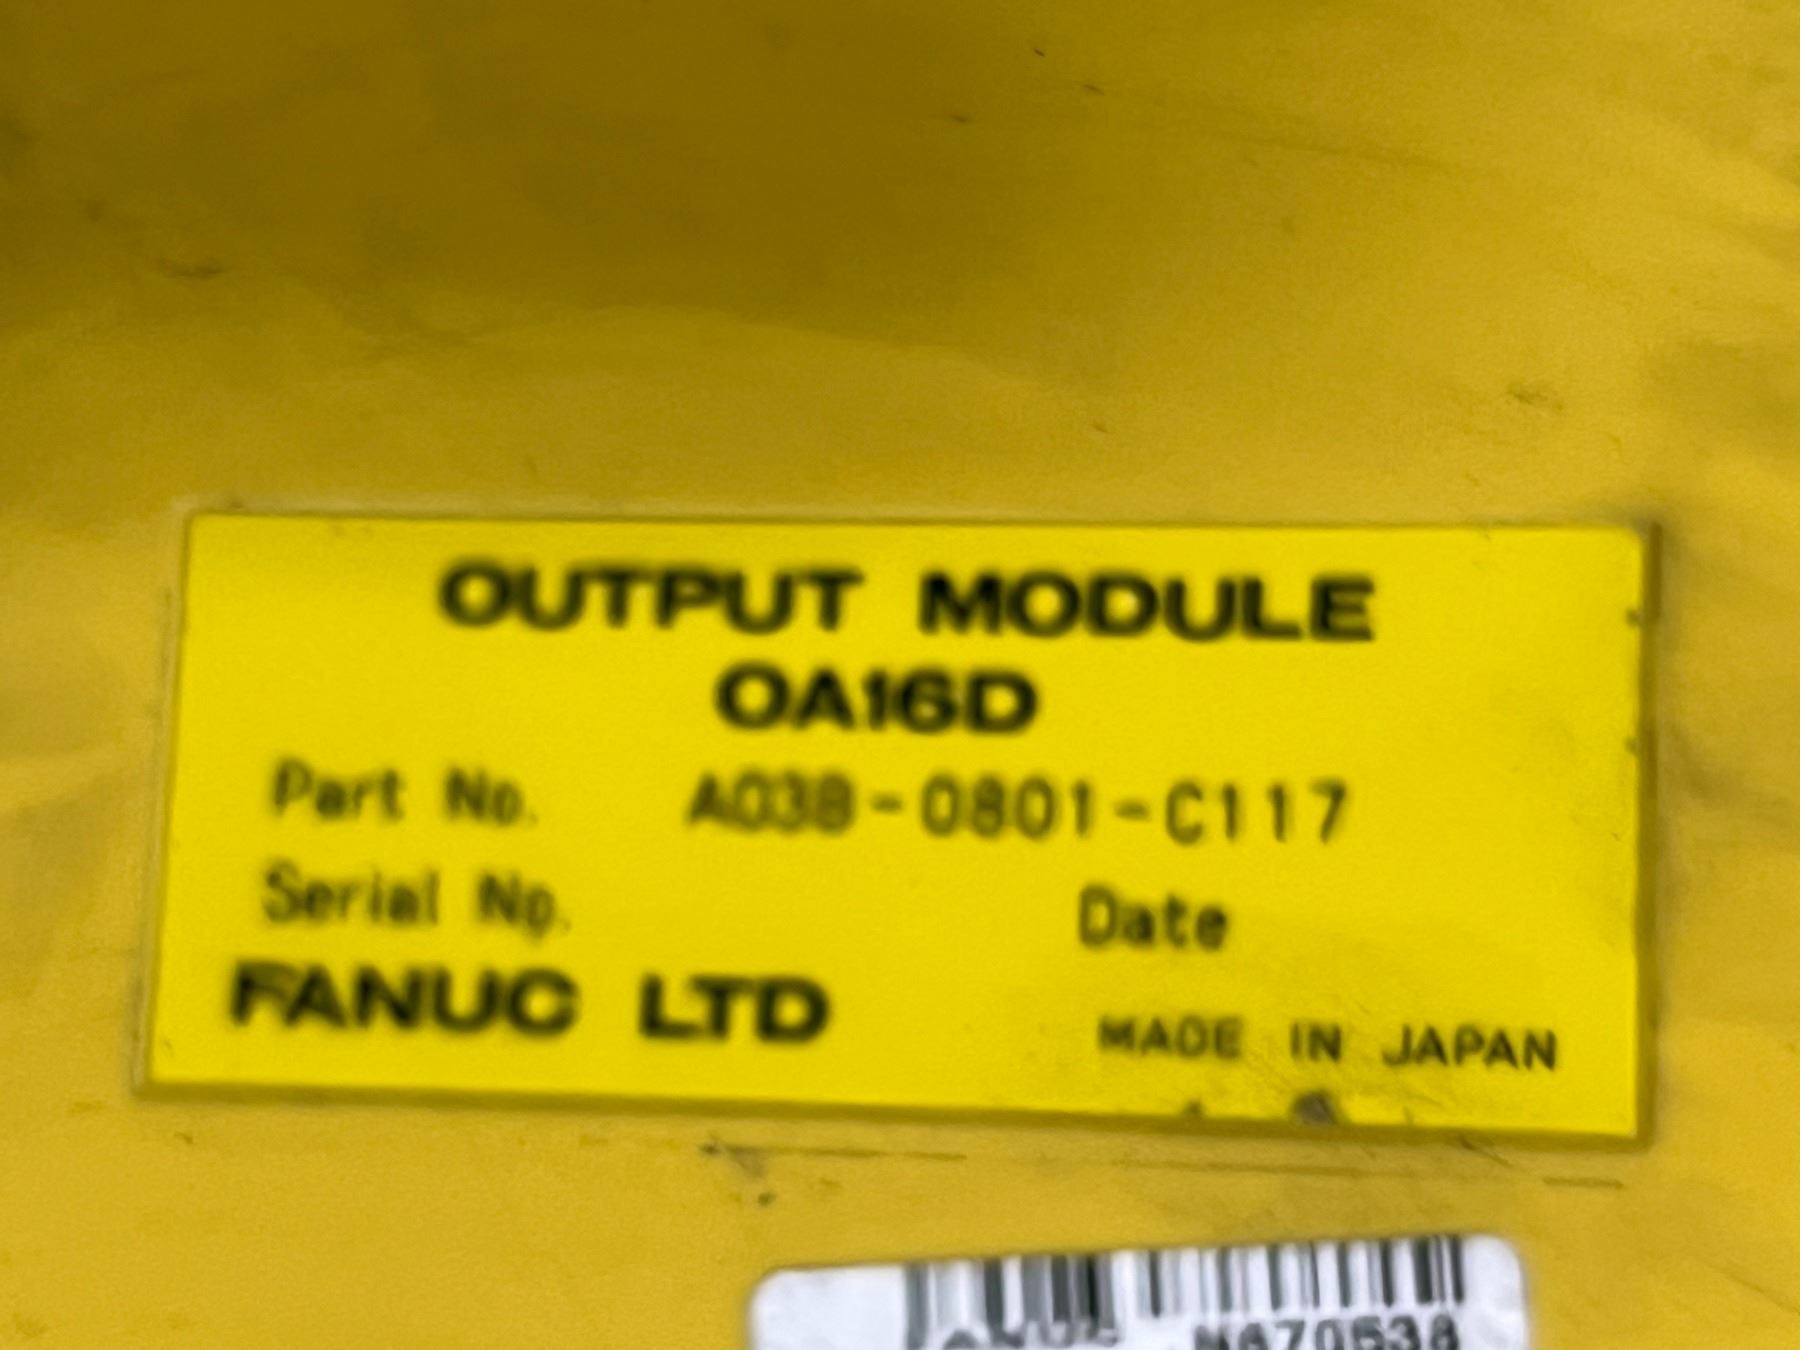 OUTPUT MODULE
OA16D
Part No. A03B-0801-C117
Serial No. Date
FANUC LTD
MADE IN JAPAN